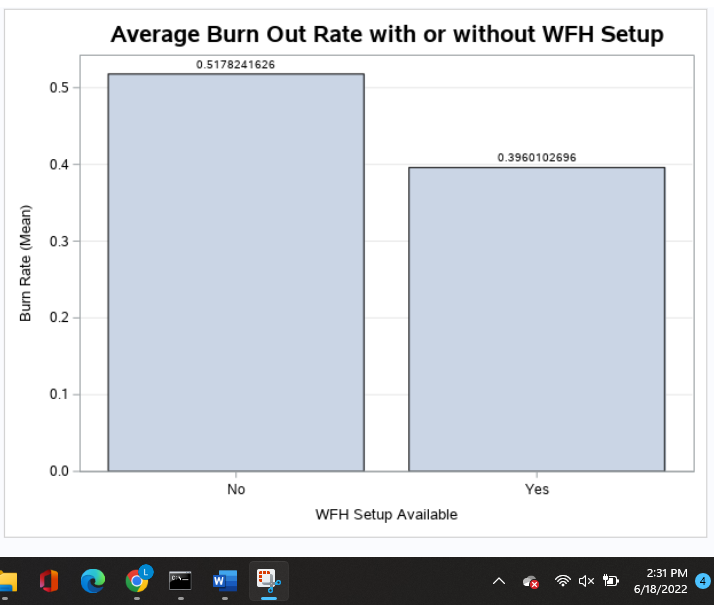 Average Burn Out Rate with or without WFH Setup
0.5178241626
0.3960102696
0.5
0.4
0.3
0.2
0.1
0.0
Burn Rate (Mean)
No
Yes
WFH Setup Available
L
C:\
W
2:31 PM
6/18/2022
4